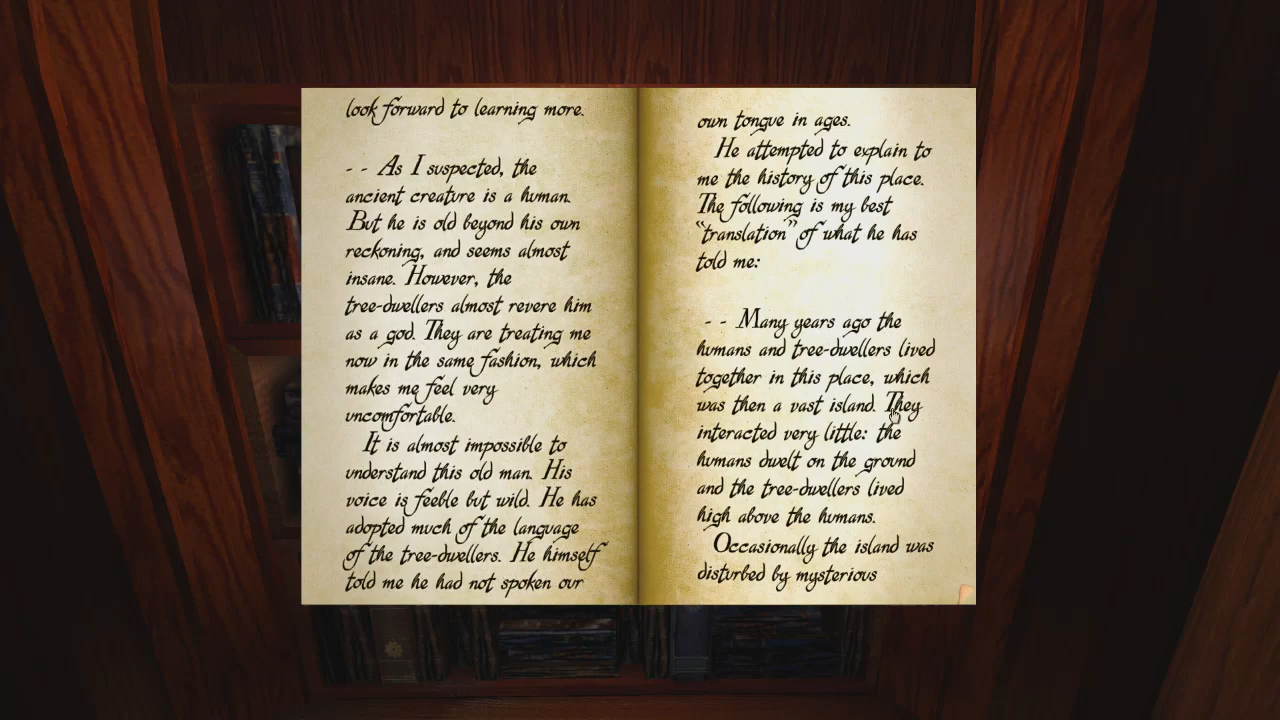 look forward to learning more.
- - As I suspected, the
ancient creature is a human.
But he is old beyond his own
reckoning, and seems almost
insane. However, the
tree-dwellers almost revere him
as a god. They are treating me
now in the same fashion, which
makes me feel very
uncomfortable.
It is almost impossible to
understand this old man. His
voice is feeble but wild. He has
adopted much of the language
of the tree-dwellers. He himself
told me he had not spoken our
own tongue in ages.
He attempted to explain to
me the history of this place.
The following is my best
"translation" of what he has
told me:
- - Many years ago the
humans and tree-dwellers lived
together in this place, which
was then a vast island. They
interacted very little: the
humans dwelt on the ground
and the tree-dwellers lived
high above the humans.
Occasionally the island was
disturbed by mysterious